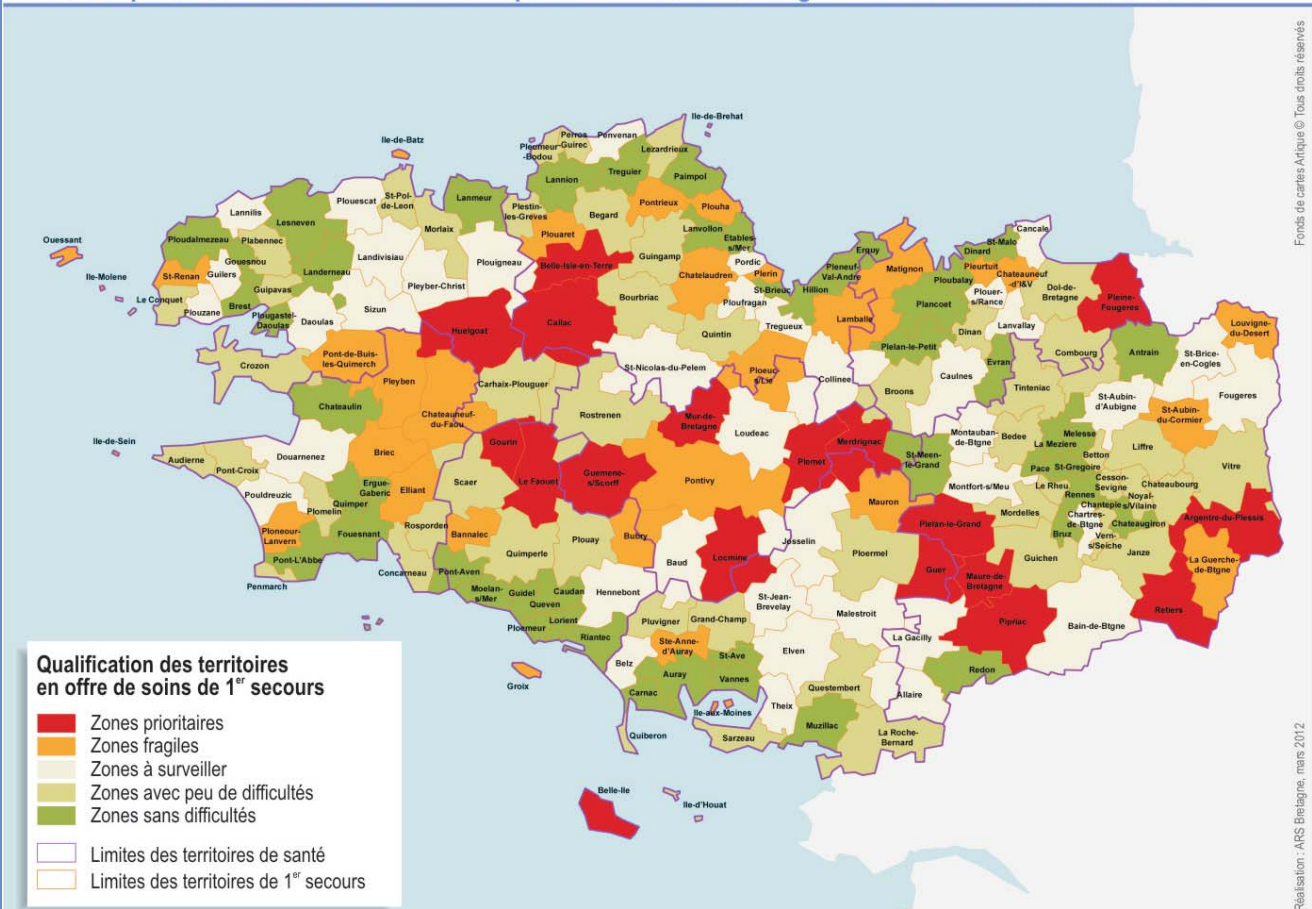 Ile-de-Brehat
Ile-de-Batz
Perros
-Guirec
Penvenan
Pleumeur
-Bodou
Lezardrieux
Lannion
Treguier
Paimpol
Lanmeur
Plouescat
St-Pol-
de-Leon
Lannilis
Lesneven
Plestin-
les-Greves
Begard
Pontrieux
Plouha
Ouessant
Ploudalmezeau
Plabennec
Morlaix
Plouaret
Lanvollon
Etables-
s/Mer
Erquy
Cancale
St-Malo
Dinard
Gouesnou
Landivisiau
Plouigneau
Belle-Isle-en-Terre
Guingamp
Chatelaudren
Pordic
Plerin
Pleneuf-
Val-Andre
Matignon
Pleurtuit
Chateauneuf
-d'I&V
Ile-Molene
St-Renan
Guilers
Landerneau
Guipavas
Pleyber-Christ
St-Brieuc
Hillion
Ploubalay
Dol-de-
Bretagne
Pleine-
Fougeres
Le Conquet
Plouzane
Brest
Plougastel-
Daoulas
Daoulas
Sizun
Bourbriac
Ploufragan
Plancoet
Plouer-
s/Rance
Louvigne-
du-Desert
Huelgoat
Callac
Quintin
Tregueux
Lamballe
Dinan
Lanvallay
Crozon
Pont-de-Buis-
les-Quimerch
Plelan-le-Petit
Combourg
Antrain
St-Brice-
en-Cogles
Pleyben
Carhaix-Plouguer
St-Nicolas-du-Pelem
Ploeuc-
s/Lie
Collinee
Evran
Caulnes
Broons
Tinteniac
Chateaulin
Chateauneuf-
du-Faou
Rostrenen
Mur-de-
Bretagne
St-Aubin-
d'Aubigne
Fougeres
St-Aubin-
du-Cormier
Ile-de-Sein
Gourin
Loudeac
Merdrignac
Montauban-
de-Btgne
Bedee
Melesse
La Meziere
Betton
Liffre
Audierne
Douarnenez
Briec
Plemet
St-Meen-
le-Grand
Pace
St-Gregoire
Vitre
Pont-Croix
Le Faouet
Guemene-
s/Scorff
Pontivy
Montfort-s/Meu
Le Rheu
Cesson-
Sevigne
Chateaubourg
Ergue-
Gaberic
Elliant
Scaer
Mauron
Rennes
Noyal-
s/Vilaine
Pouldreuzic
Quimper
Chantepie
Plomelin
Mordelles
Chartres-
de-Btgne
Chateaugiron
Argentre-du-Plessis
Ploneour-
Lanvern
Fouesnant
Rosporden
Bannalec
Plelan-le-Grand
Bruz
Vern-
s/Seiche
Bubry
Josselin
Ploermel
Guichen
Janze
La Guerche-
de-Btgne
Pont-L'Abbe
Quimperle
Plouay
Baud
Locmine
Guer
Maure-de-
Bretagne
Penmarch
Concarneau
Pont-Aven
Moelan-
s/Mer
Guidel
Caudan
Queven
Hennebont
St-Jean-
Brevelay
Malestroit
Retiers
Lorient
Ploemeur
Riantec
Pluvigner
Grand-Champ
Pipriac
Bain-de-Btgne
Ste-Anne-
d'Auray
La Gacilly
Belz
St-Ave
Elven
Groix
Auray
Vannes
Redon
Carnac
Questembert
Allaire
Ile-aux-Moines
Theix
Muzillac
Quiberon
Sarzeau
La Roche-
Bernard
Belle-Ile
Ile-d'Houat
Qualification des territoires
en offre de soins de 1er secours
Zones prioritaires
Zones fragiles
Zones à surveiller
Zones avec peu de difficultés
Zones sans difficultés
Limites des territoires de santé
Limites des territoires de 1er secours
Fonds de cartes Artique © Tous droits réservés
Réalisation : ARS Bretagne, mars 2012